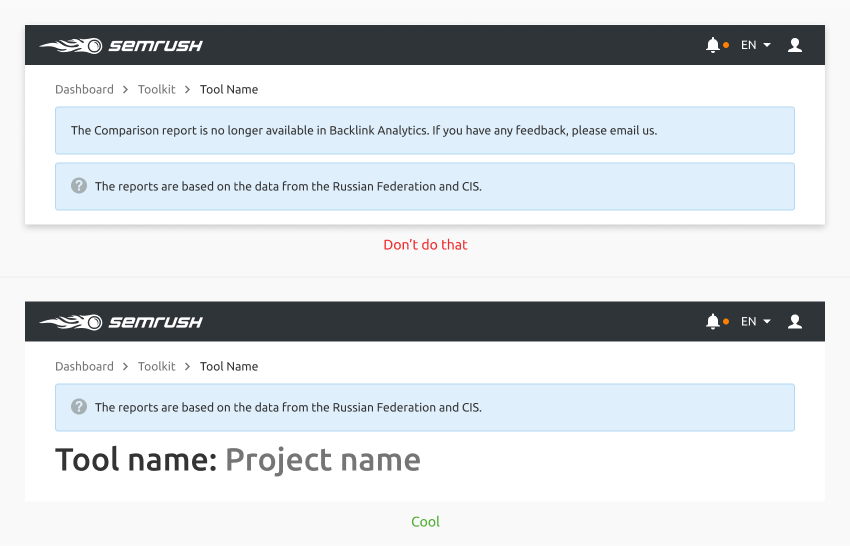 semrush
EN
Dashboard > Toolkit > Tool Name
The Comparison report is no longer available in Backlink Analytics. If you have any feedback, please email us.
? The reports are based on the data from the Russian Federation and CIS.
Don't do that
semrush
EN
Dashboard > Toolkit > Tool Name
? The reports are based on the data from the Russian Federation and CIS.
Tool name: Project name
Cool